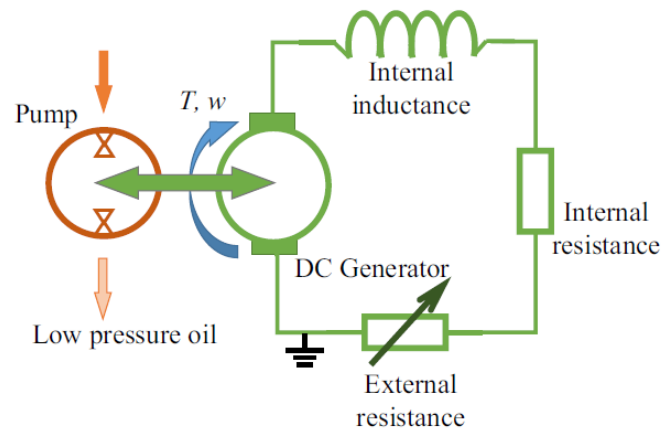 Pump
T, w
Internal
inductance
Internal
resistance
DC Generator
Low pressure oil
External
resistance